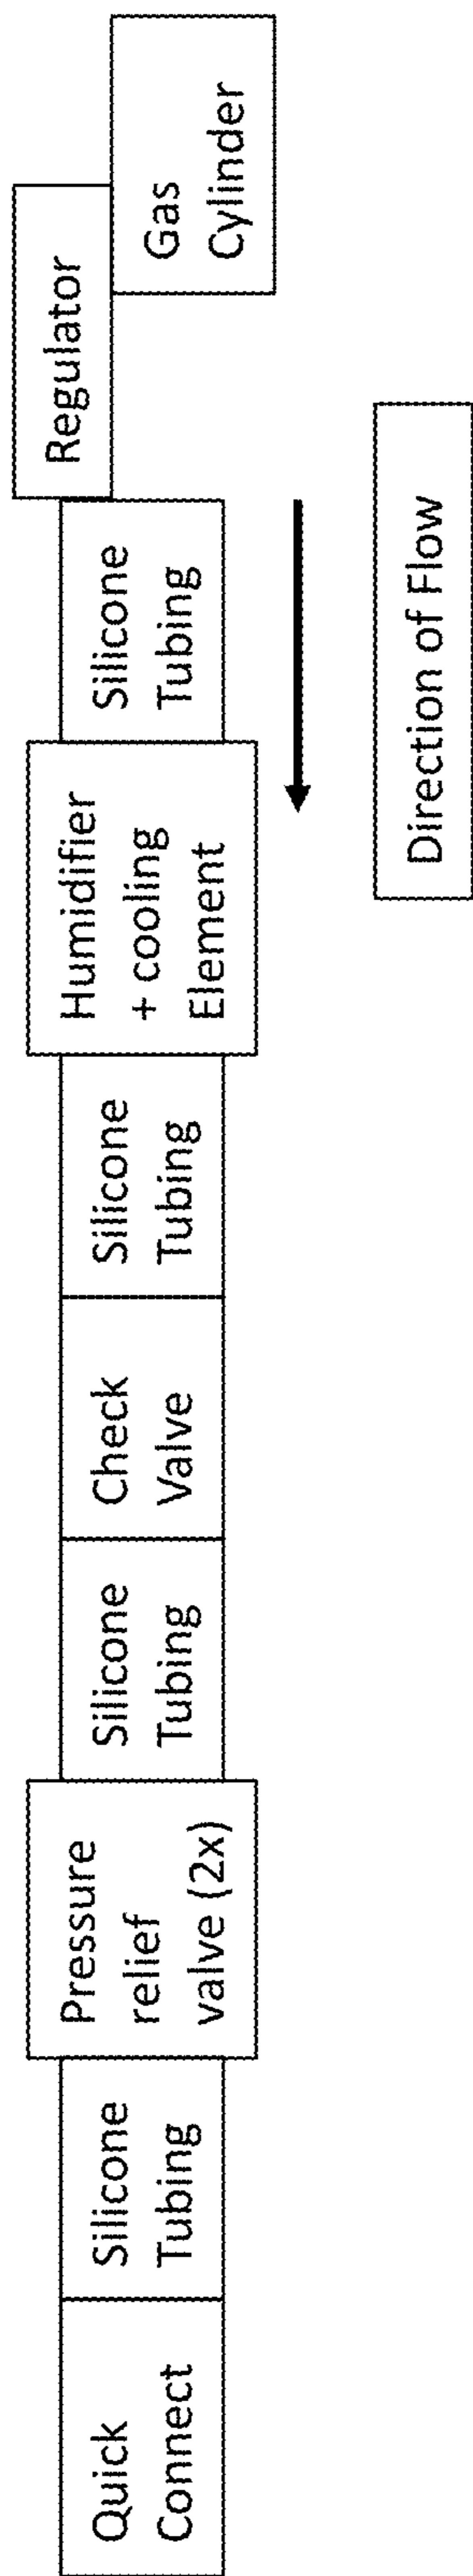 Quick
Connect
Silicone
Tubing
Pressure
relief
valve (2x)
Silicone
Tubing
Check
Valve
Silicone
Tubing
Humidifier
+ cooling
Element
Silicone
Tubing
Regulator
Gas
Cylinder
Direction of Flow